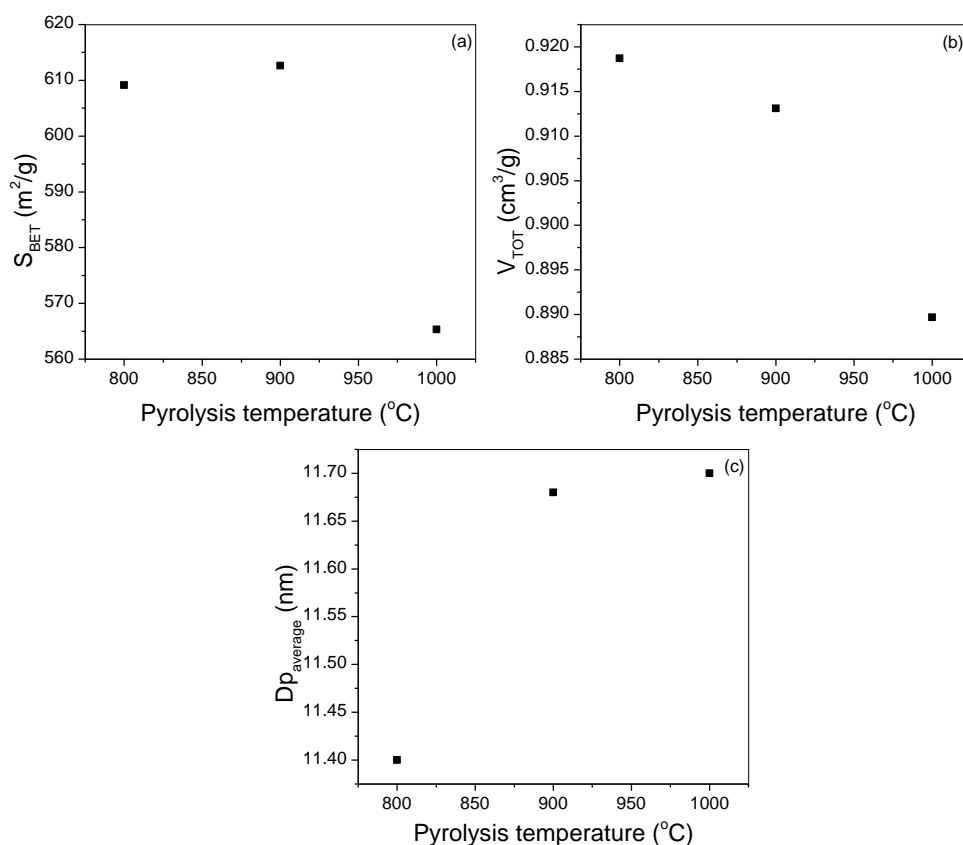 (a)
620
610
600
590
580
570
560
S_BET (m²/g)
800 850 900 950 1000
Pyrolysis temperature (°C)
(b)
0.920
0.915
0.910
0.905
0.900
0.895
0.890
0.885
V_TOT (cm³/g)
800 850 900 950 1000
Pyrolysis temperature (°C)
(c)
11.70
11.65
11.60
11.55
11.50
11.45
11.40
Dp_average (nm)
800 850 900 950 1000
Pyrolysis temperature (°C)